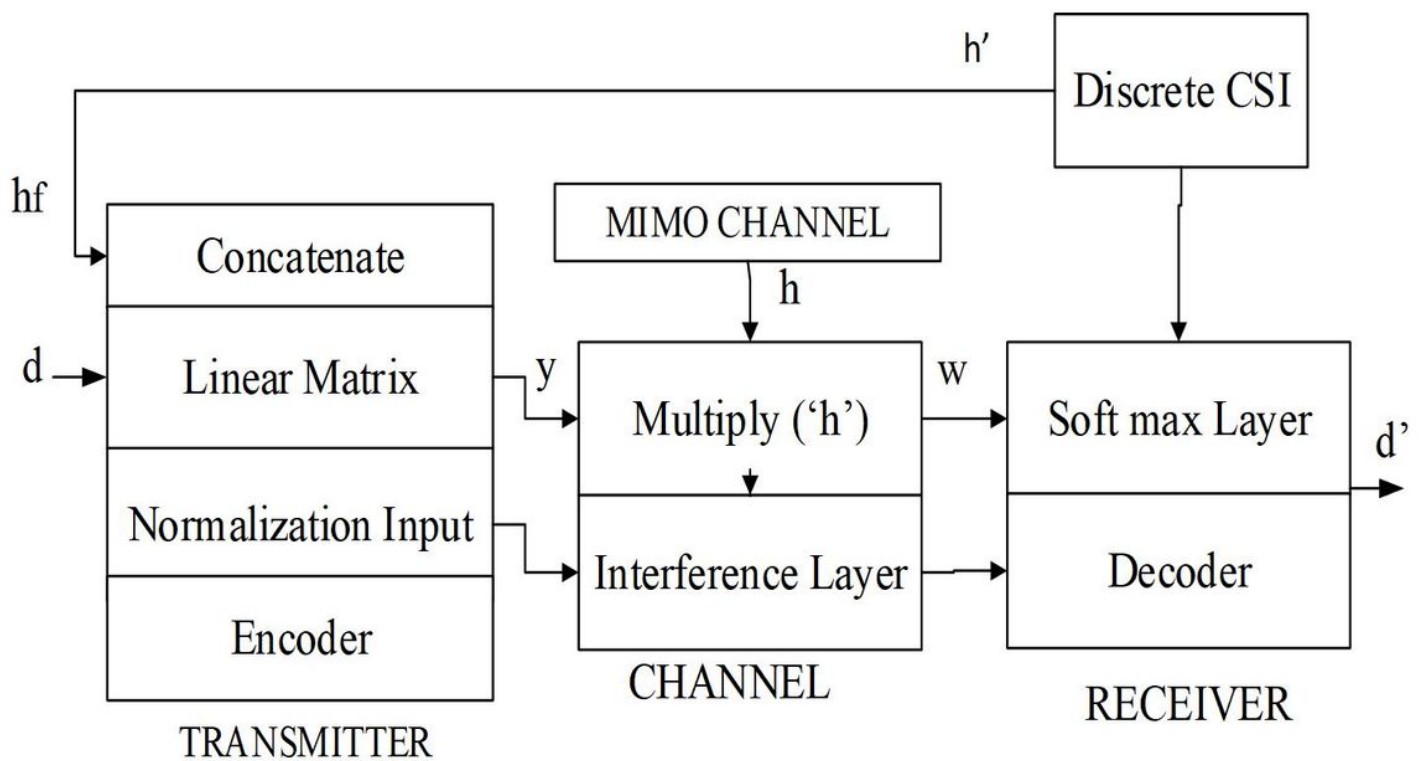 h’
Discrete CSI
hf
MIMO CHANNEL
Concatenate
h
d
Linear Matrix
y
Multiply (‘h’)
w
Soft max Layer
d’
Normalization Input
Interference Layer
Decoder
Encoder
CHANNEL
RECEIVER
TRANSMITTER